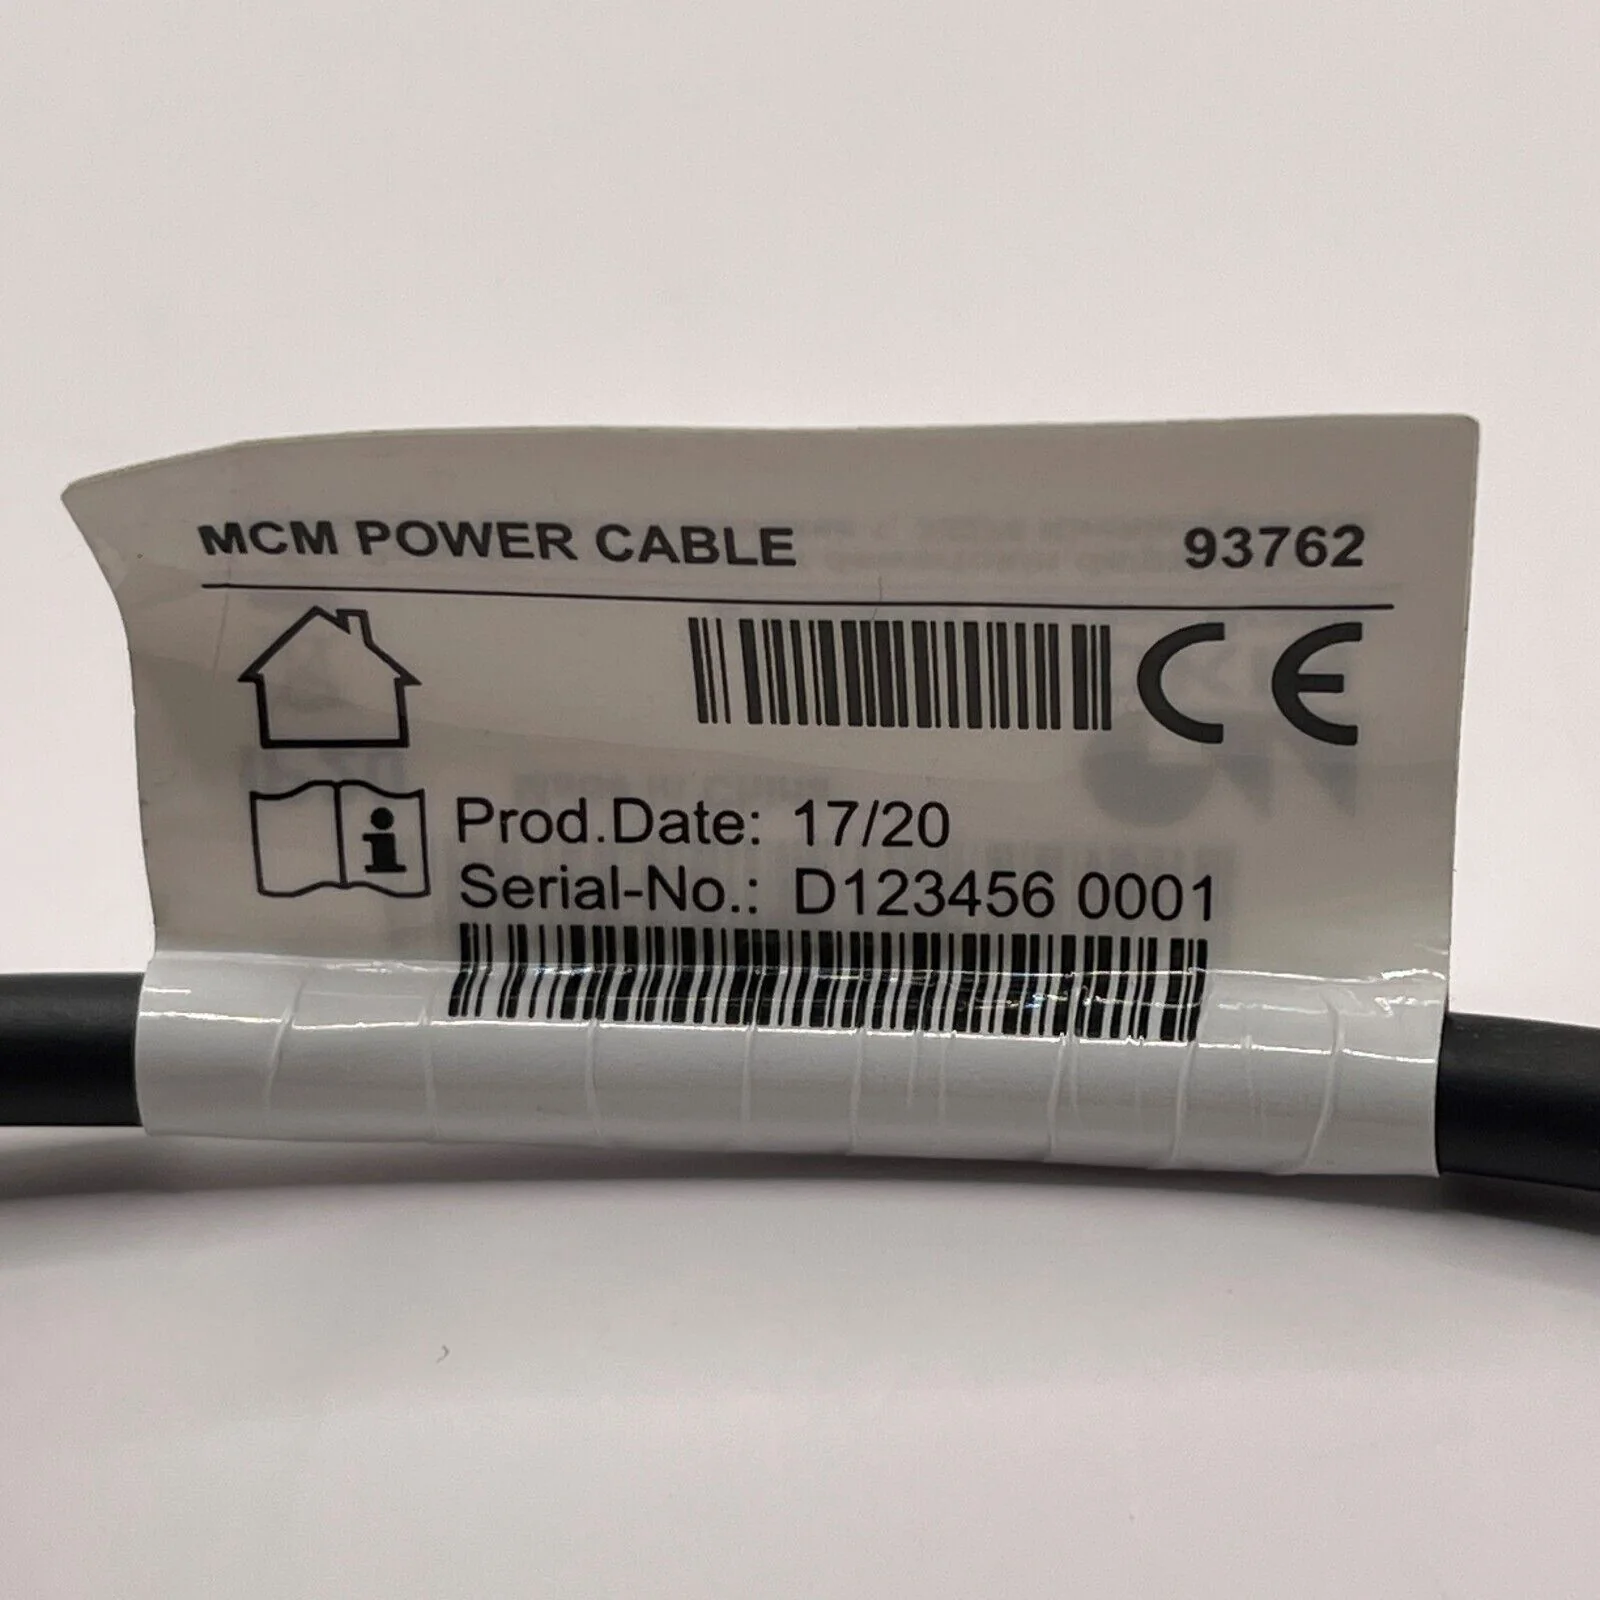 MCM POWER CABLE 93762
CE
i
Prod.Date: 17/20
Serial-No.: D123456 0001